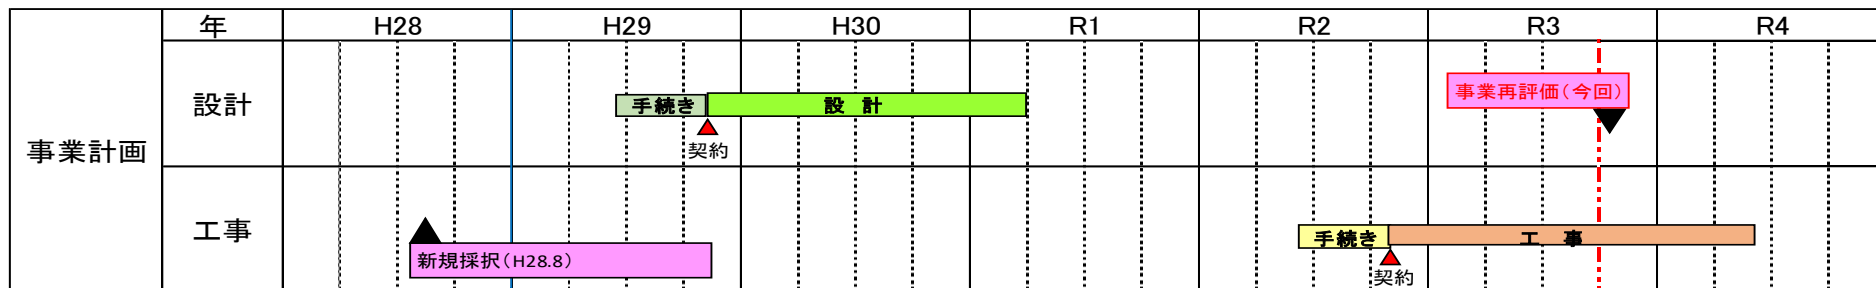 年 H28 H29 H30 R1 R2 R3 R4
事業計画
設計
手続き
設 計
契約
事業再評価(今回)
工事
新規採択(H28.8)
手続き
工 事
契約